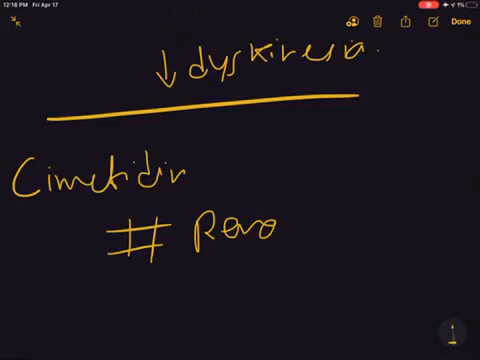 12:18 PM Fri Apr 17
1%
Done
↓ dyskinesia.
Cimetidin
# Reno